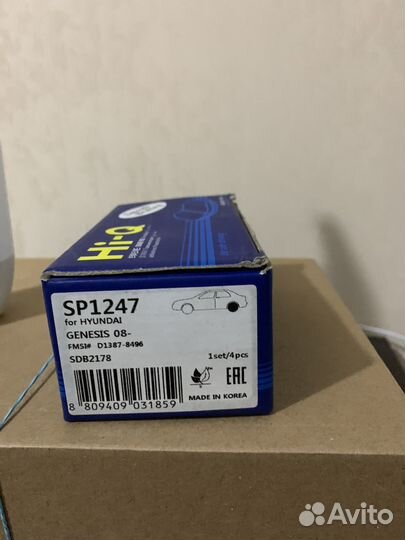 Hi-Q
SP1247
for HYUNDAI
GENESIS 08-
FMSI# D1387-8496
SDB2178
1set/4pcs
EAC
MADE IN KOREA
8 809409 031859
Avito